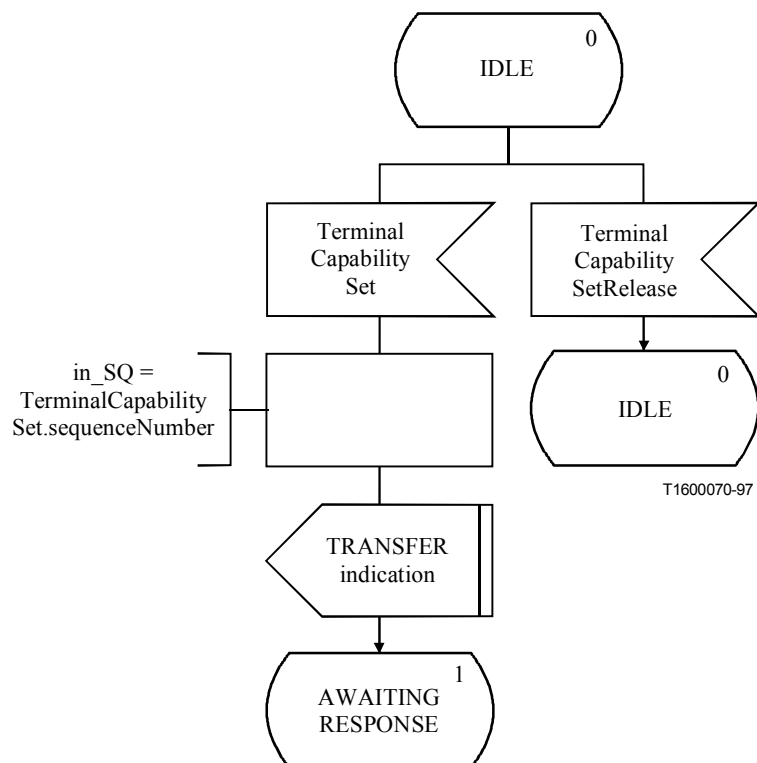 0
IDLE
Terminal
Capability
Set
Terminal
Capability
SetRelease
in_SQ =
TerminalCapability
Set.sequenceNumber
0
IDLE
T1600070-97
TRANSFER
indication
1
AWAITING
RESPONSE